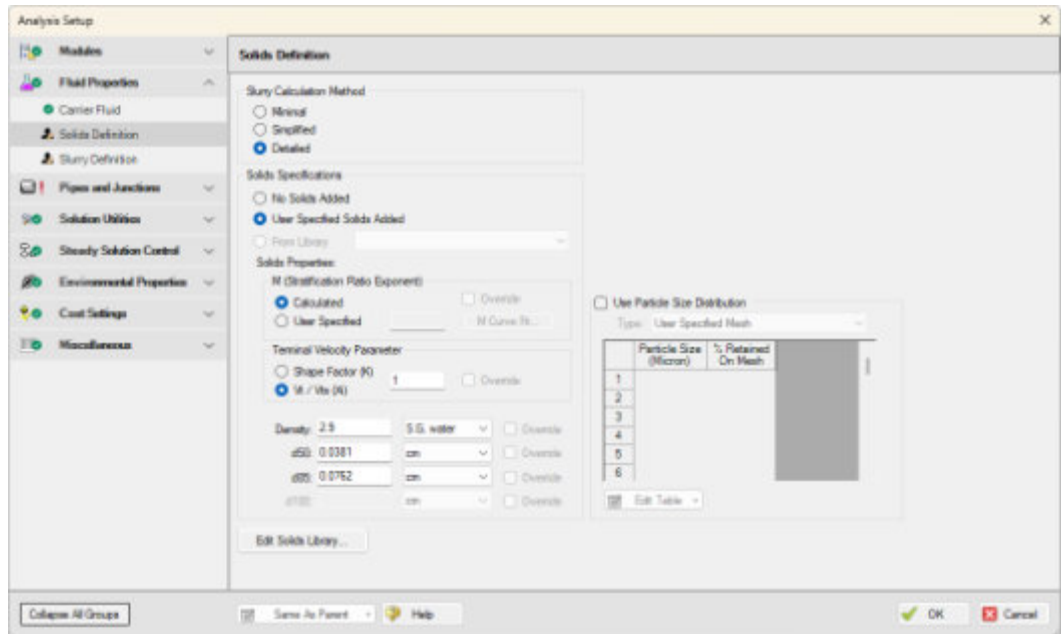 Analysis Setup
Modules
Fluid Properties
Carrier Fluid
Solids Definition
Slurry Definition
Pipes and Junctions
Solution Utilities
Steady Solution Control
Environmental Properties
Cost Settings
Miscellaneous
Collapse All Groups
Solids Definition
Slurry Calculation Method
Minimal
Simplified
Detailed
Solids Specifications
No Solids Added
User Specified Solids Added
From Library
Solids Properties:
M (Stratification Ratio Exponent)
Calculated
Override
User Specified
M Curve Fit...
Terminal Velocity Parameter
Shape Factor (K)
Vt / Vts (ξ)
1
Override
Density: 2.9 S.G. water Override
d50: 0.0381 cm Override
d85: 0.0762 cm Override
d100: cm Override
Edit Solids Library...
Use Particle Size Distribution
Type: User Specified Mesh
Particle Size (Micron)
% Retained On Mesh
1
2
3
4
5
6
Edit Table
Same As Parent
Help
OK
Cancel